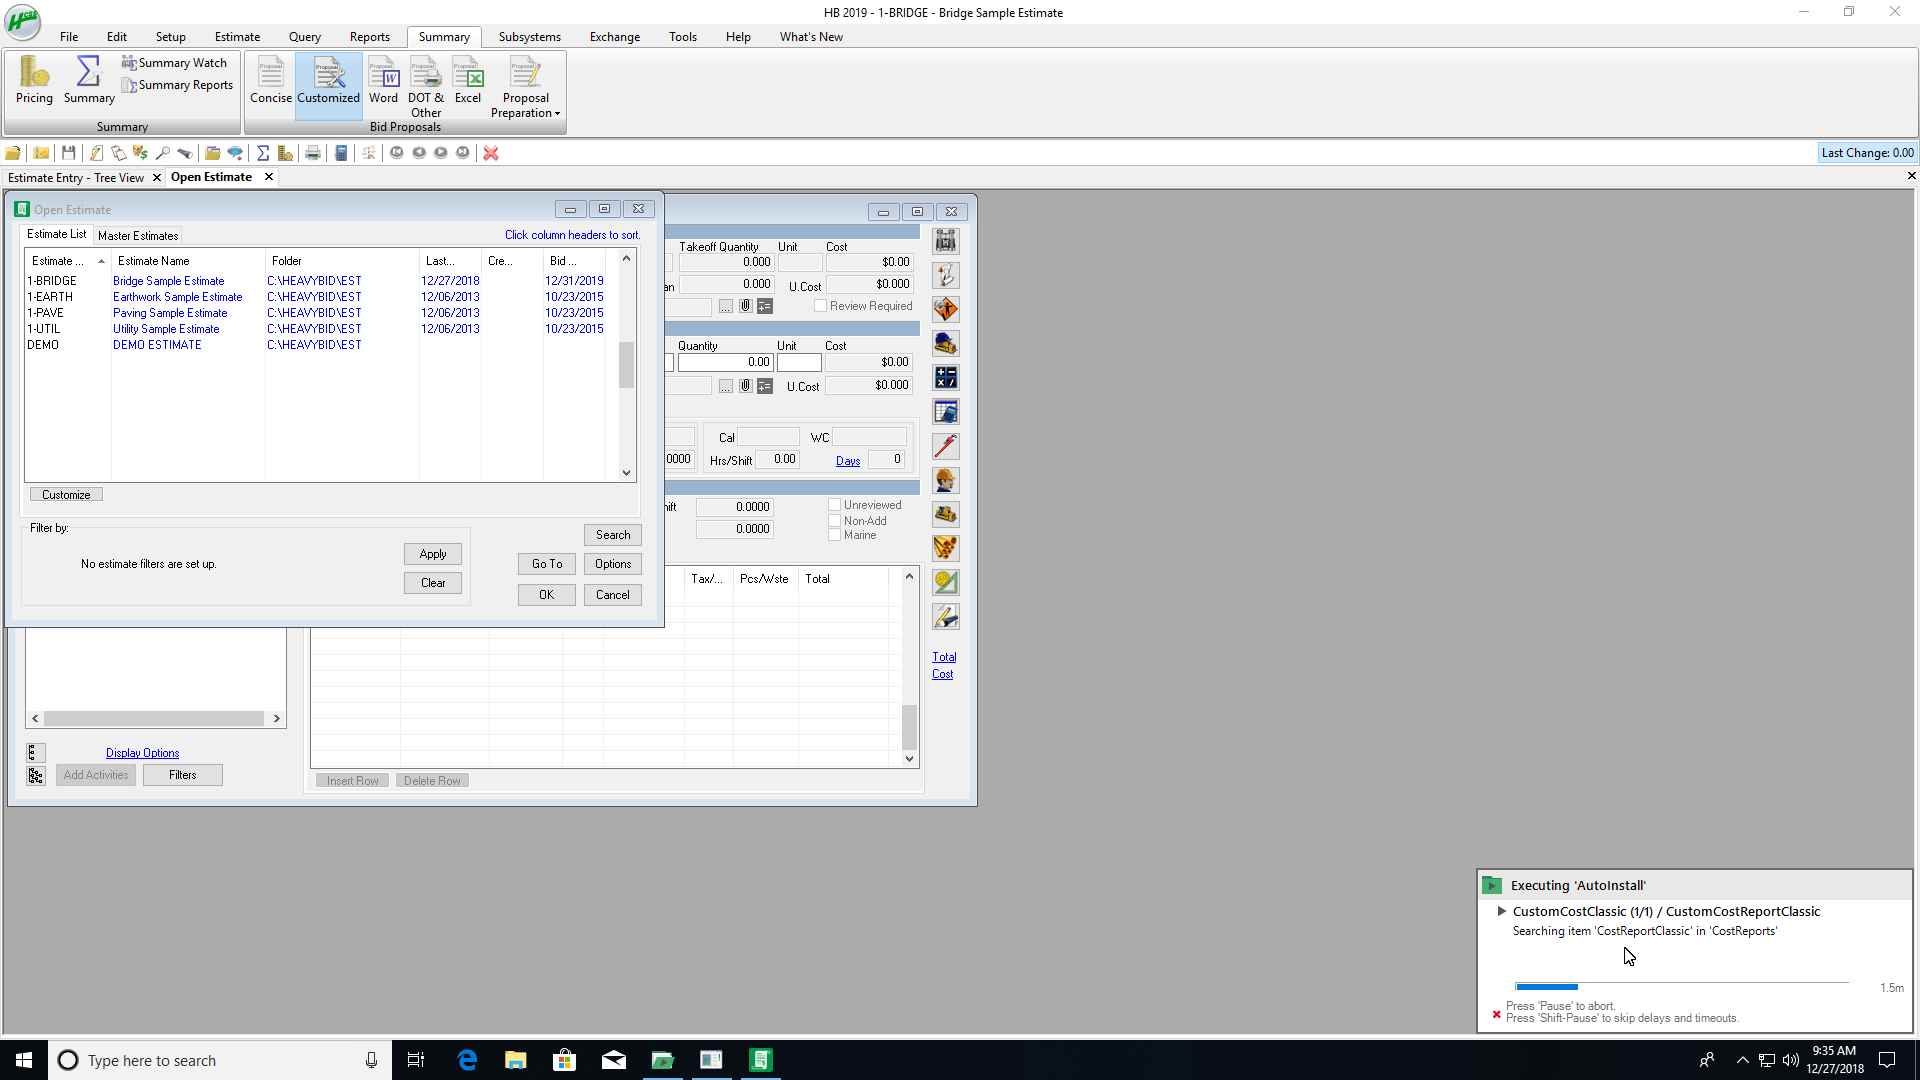 HB 2019 - 1-BRIDGE - Bridge Sample Estimate
File Edit Setup Estimate Query Reports Summary Subsystems Exchange Tools Help What's New
Pricing Summary Summary Watch
Summary Reports
Summary
Concise Customized Word DOT & Other Excel Proposal Preparation
Bid Proposals
Last Change: 0.00
Estimate Entry - Tree View Open Estimate
Open Estimate
Estimate List Master Estimates Click column headers to sort.
Estimate ... Estimate Name Folder Last... Cre... Bid ...
1-BRIDGE Bridge Sample Estimate C:\HEAVYBID\EST 12/27/2018 12/31/2019
1-EARTH Earthwork Sample Estimate C:\HEAVYBID\EST 12/06/2013 10/23/2015
1-PAVE Paving Sample Estimate C:\HEAVYBID\EST 12/06/2013 10/23/2015
1-UTIL Utility Sample Estimate C:\HEAVYBID\EST 12/06/2013 10/23/2015
DEMO DEMO ESTIMATE C:\HEAVYBID\EST
Customize
Filter by:
No estimate filters are set up.
Apply
Clear
Search
Go To Options
OK Cancel
Takeoff Quantity Unit Cost
0.000 $0.00
an 0.000 U.Cost $0.000
... Review Required
Quantity Unit Cost
0.00 $0.00
... U.Cost $0.000
Cal WC
0000 Hrs/Shift 0.00 Days 0
ift 0.0000 Unreviewed
0.0000 Non-Add
Marine
Tax/... Pcs/Wste Total
Total
Cost
Display Options
Add Activities Filters
Insert Row Delete Row
Executing 'AutoInstall'
CustomCostClassic (1/1) / CustomCostReportClassic
Searching item 'CostReportClassic' in 'CostReports'
1.5m
Press 'Pause' to abort.
Press 'Shift-Pause' to skip delays and timeouts.
Type here to search
9:35 AM
12/27/2018